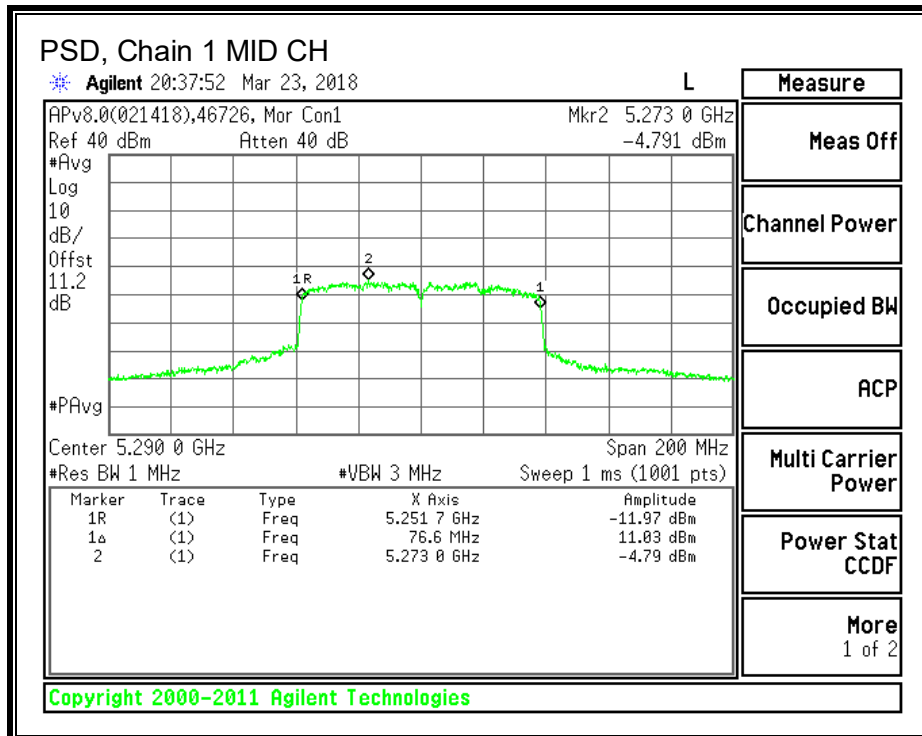 PSD, Chain 1 MID CH
Agilent 20:37:52 Mar 23, 2018 L
APv8.0(021418),46726, Mor Con1 Mkr2 5.273 0 GHz
Ref 40 dBm Atten 40 dB -4.791 dBm
#Avg
Log
10
dB/
Offst
11.2
dB
#PAvg
1R
2
1
Center 5.290 0 GHz Span 200 MHz
#Res BW 1 MHz #VBW 3 MHz Sweep 1 ms (1001 pts)
Marker Trace Type X Axis Amplitude
1R (1) Freq 5.251 7 GHz -11.97 dBm
1Δ (1) Freq 76.6 MHz 11.03 dBm
2 (1) Freq 5.273 0 GHz -4.79 dBm
Measure
Meas Off
Channel Power
Occupied BW
ACP
Multi Carrier
Power
Power Stat
CCDF
More
1 of 2
Copyright 2000-2011 Agilent Technologies